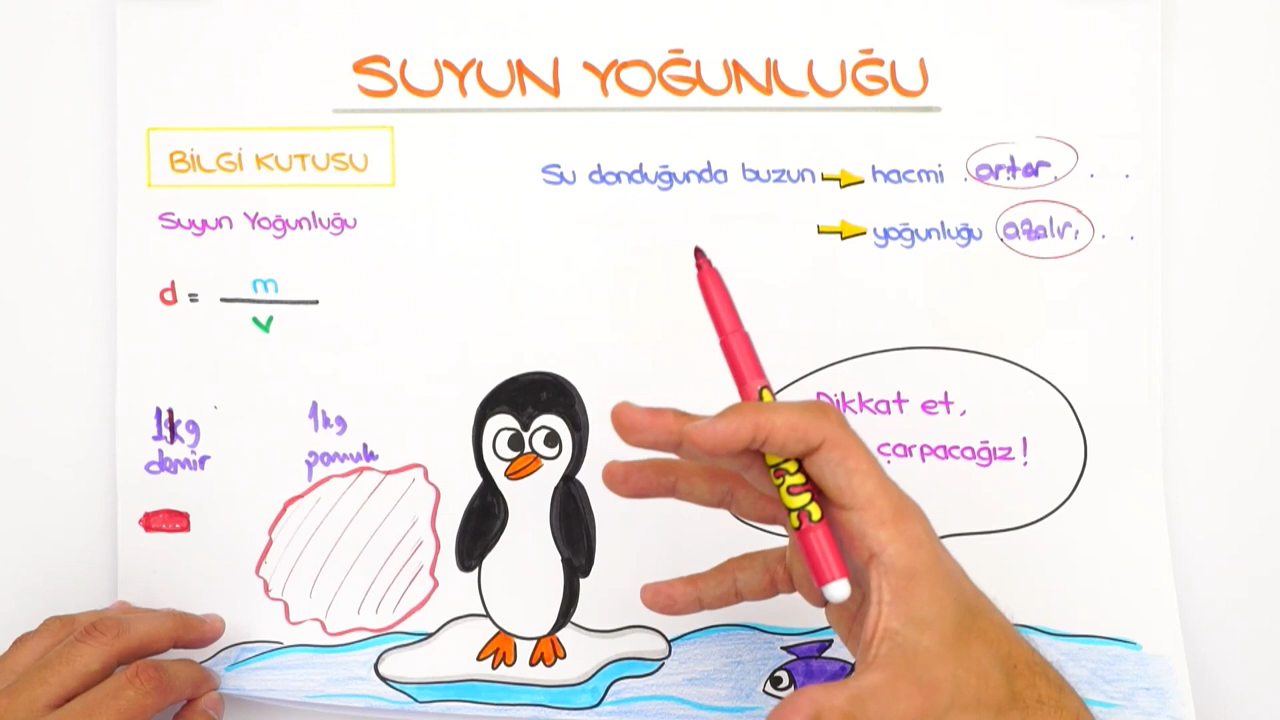 SUYUN YOĞUNLUĞU
BİLGİ KUTUSU
Suyun Yoğunluğu
d = m
v
Su donduğunda buzun → hacmi artar.
→ yoğunluğu azalır.
1kg demir
1kg pamuk
Dikkat et,
çarpacağız!